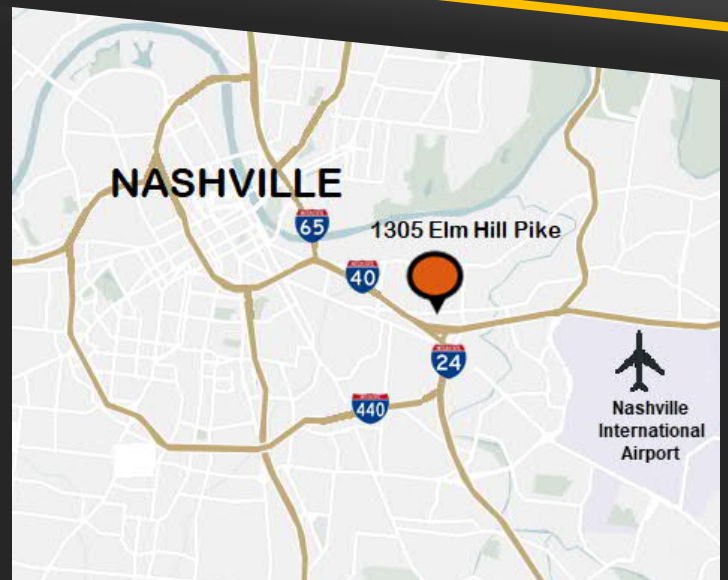 NASHVILLE
65
1305 Elm Hill Pike
40
24
440
Nashville
International
Airport